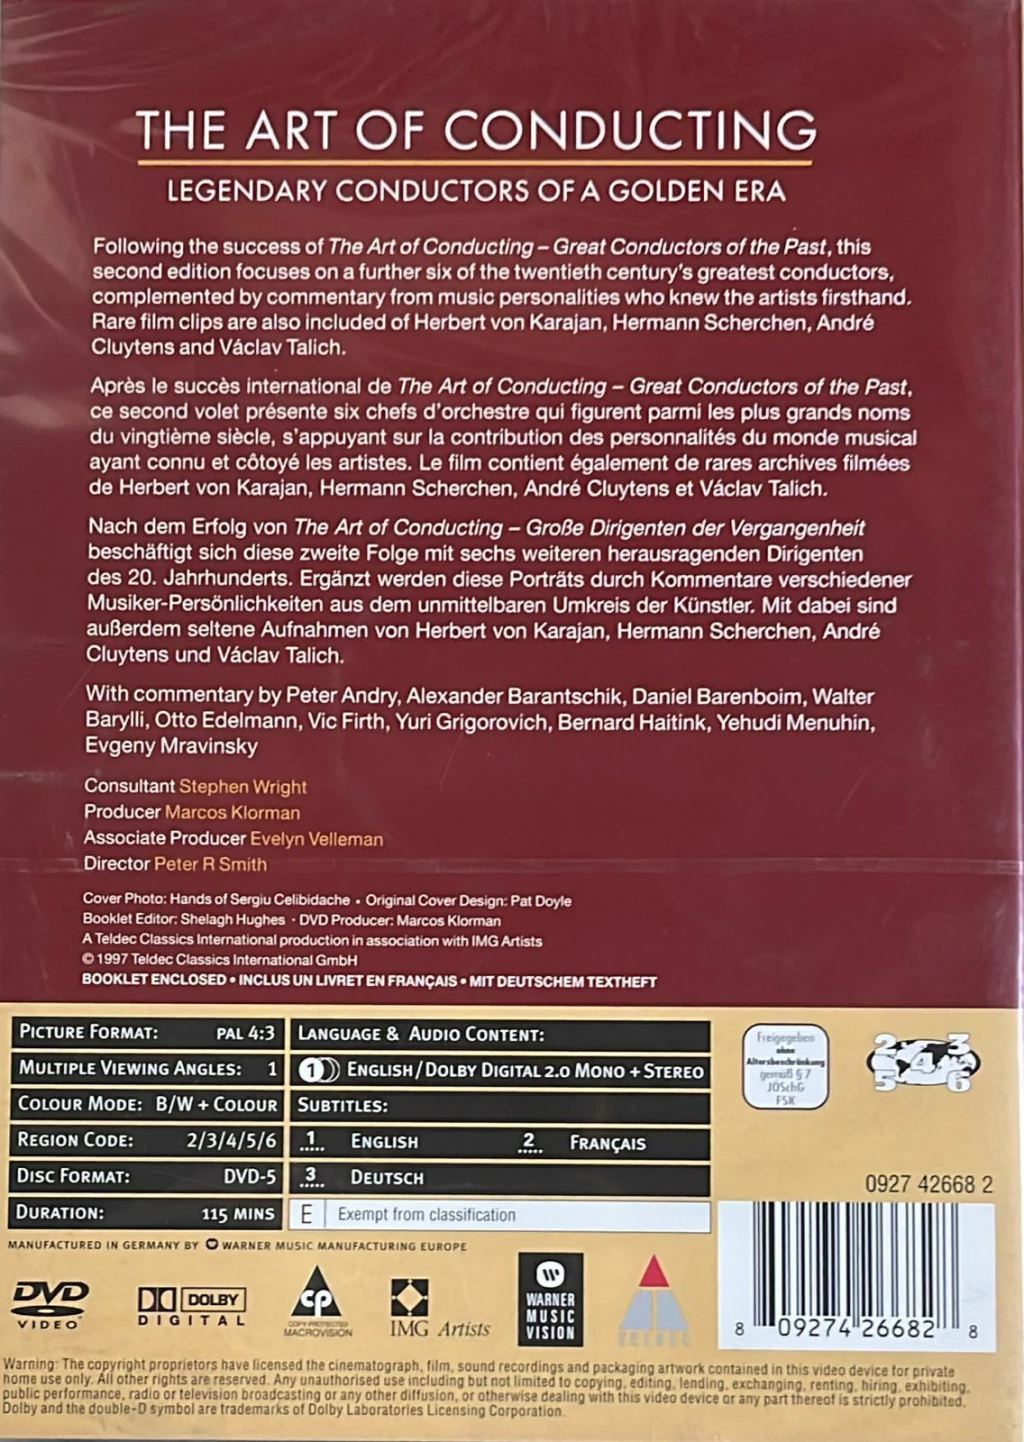 THE ART OF CONDUCTING
LEGENDARY CONDUCTORS OF A GOLDEN ERA
Following the success of The Art of Conducting – Great Conductors of the Past, this
second edition focuses on a further six of the twentieth century's greatest conductors,
complemented by commentary from music personalities who knew the artists firsthand.
Rare film clips are also included of Herbert von Karajan, Hermann Scherchen, André
Cluytens and Václav Talich.
Après le succès international de The Art of Conducting – Great Conductors of the Past,
ce second volet présente six chefs d'orchestre qui figurent parmi les plus grands noms
du vingtième siècle, s'appuyant sur la contribution des personnalités du monde musical
ayant connu et côtoyé les artistes. Le film contient également de rares archives filmées
de Herbert von Karajan, Hermann Scherchen, André Cluytens et Václav Talich.
Nach dem Erfolg von The Art of Conducting – Große Dirigenten der Vergangenheit
beschäftigt sich diese zweite Folge mit sechs weiteren herausragenden Dirigenten
des 20. Jahrhunderts. Ergänzt werden diese Porträts durch Kommentare verschiedener
Musiker-Persönlichkeiten aus dem unmittelbaren Umkreis der Künstler. Mit dabei sind
außerdem seltene Aufnahmen von Herbert von Karajan, Hermann Scherchen, André
Cluytens und Václav Talich.
With commentary by Peter Andry, Alexander Barantschik, Daniel Barenboim, Walter
Barylli, Otto Edelmann, Vic Firth, Yuri Grigorovich, Bernard Haitink, Yehudi Menuhin,
Evgeny Mravinsky
Consultant Stephen Wright
Producer Marcos Klorman
Associate Producer Evelyn Velleman
Director Peter R Smith
Cover Photo: Hands of Sergiu Celibidache • Original Cover Design: Pat Doyle
Booklet Editor: Shelagh Hughes · DVD Producer: Marcos Klorman
A Teldec Classics International production in association with IMG Artists
© 1997 Teldec Classics International GmbH
BOOKLET ENCLOSED • INCLUS UN LIVRET EN FRANÇAIS • MIT DEUTSCHEM TEXTHEFT
PICTURE FORMAT: PAL 4:3
MULTIPLE VIEWING ANGLES: 1
COLOUR MODE: B/W + COLOUR
REGION CODE: 2/3/4/5/6
DISC FORMAT: DVD-5
DURATION: 115 MINS
LANGUAGE & AUDIO CONTENT:
1 ENGLISH / DOLBY DIGITAL 2.0 MONO + STEREO
SUBTITLES:
1 ENGLISH 2 FRANÇAIS
3 DEUTSCH
E Exempt from classification
Freigegeben
ohne
Altersbeschränkung
gemäß § 7
JÖSchG
FSK
2 3
4
5 6
0927 42668 2
MANUFACTURED IN GERMANY BY WARNER MUSIC MANUFACTURING EUROPE
DVD
VIDEO
DOLBY
DIGITAL
cp
COPY PROTECTED
MACROVISION
IMG Artists
WARNER
MUSIC
VISION
TELDEC
8 09274 26682 8
Warning: The copyright proprietors have licensed the cinematograph, film, sound recordings and packaging artwork contained in this video device for private
home use only. All other rights are reserved. Any unauthorised use including but not limited to copying, editing, lending, exchanging, renting, hiring, exhibiting,
public performance, radio or television broadcasting or any other diffusion, or otherwise dealing with this video device or any part thereof is strictly prohibited.
Dolby and the double-D symbol are trademarks of Dolby Laboratories Licensing Corporation.